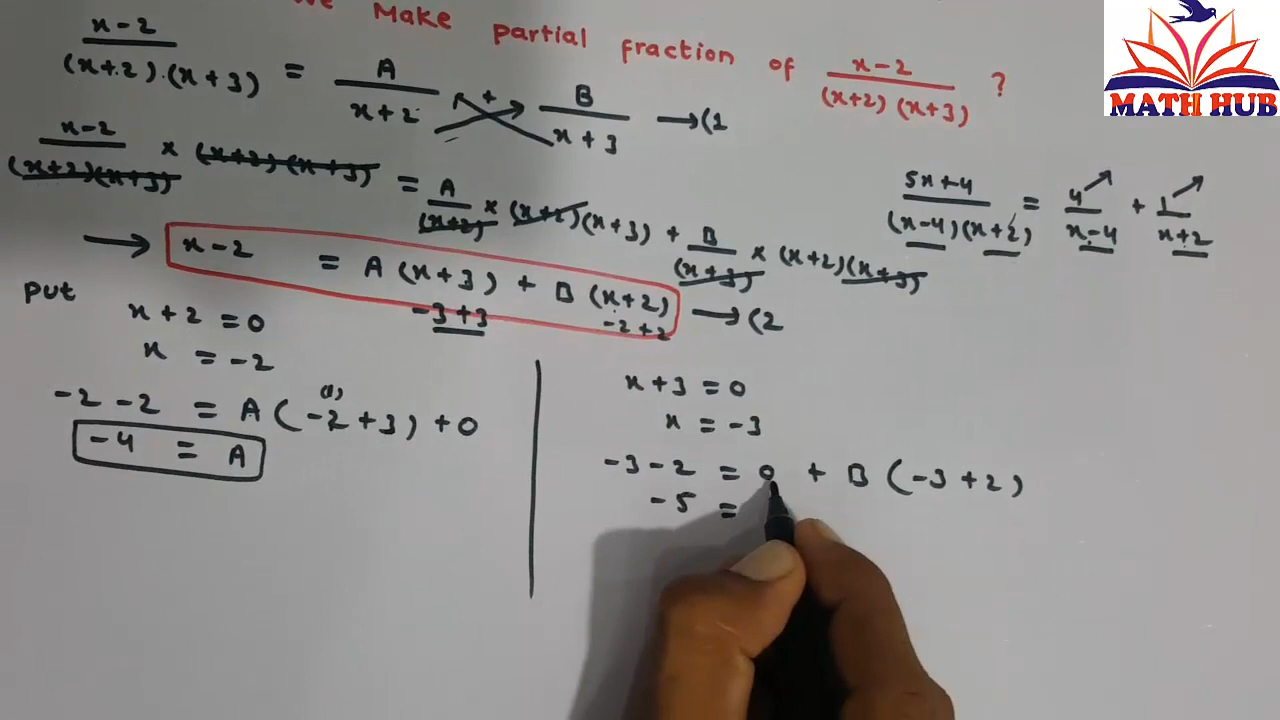 we Make partial fraction of x-2/(x+2)(x+3) ?
x-2/(x+2).(x+3) = A/x+2 + B/x+3 →(2
x-2/(x+2)(x+3) × (x+2)(x+3) = A/(x+2) × (x+2)(x+3) + B/(x+3) × (x+2)(x+3)
5x+4/(x-4)(x+2) = 4/x-4 + 1/x+2
→ x-2 = A(x+3) + B(x+2) →(2
-3+3 -2+2
put
x+2=0
x = -2
-2-2 = A(-2+3)+0
(1)
-4 = A
x+3=0
x = -3
-3-2 = 0 + B(-3+2)
-5 =
MATH HUB